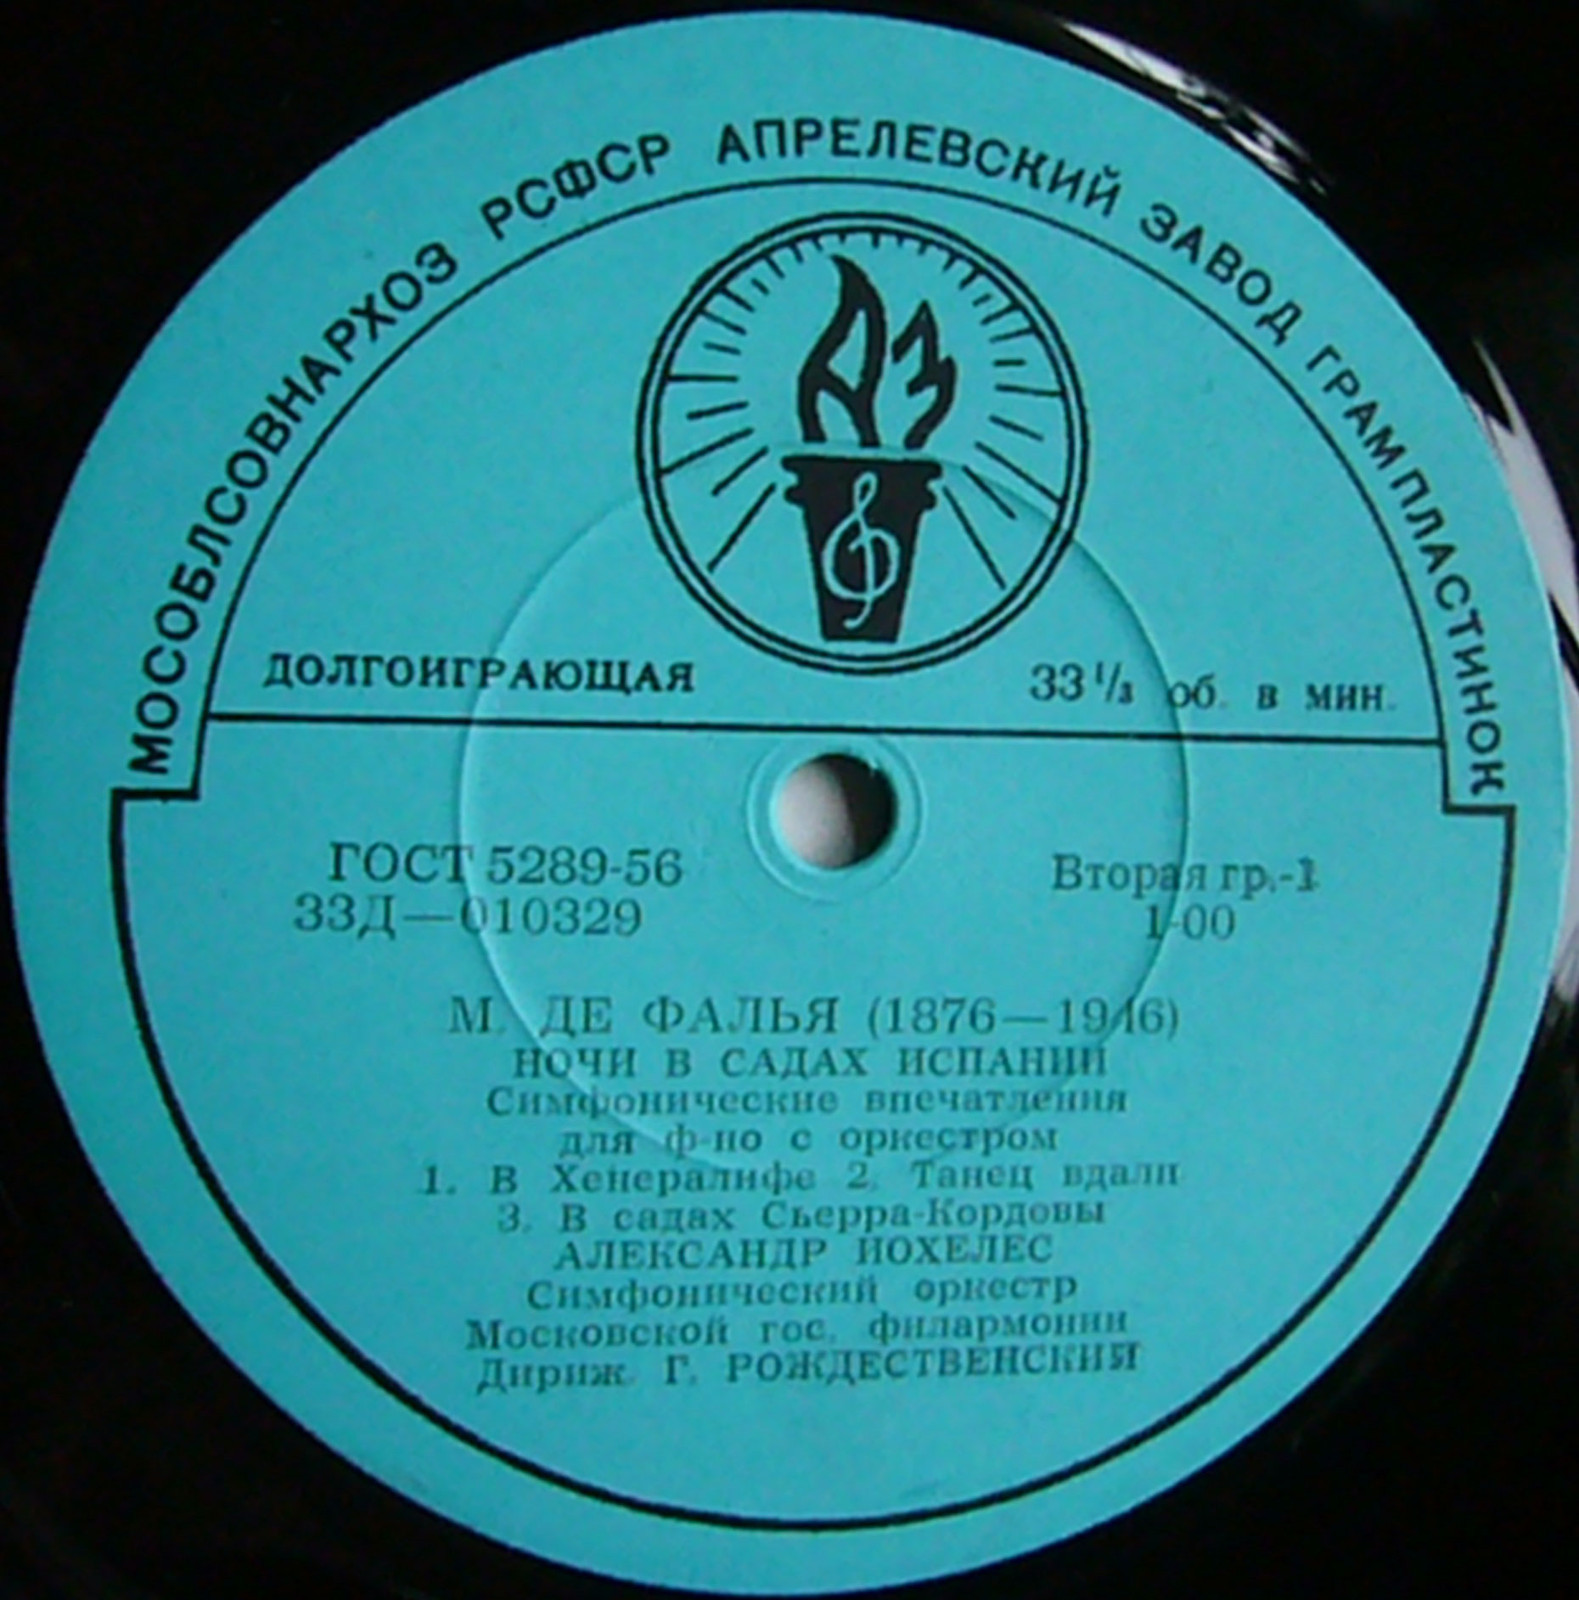 МОСОБЛСОВНАРХОЗ РСФСР АПРЕЛЕВСКИЙ ЗАВОД ГРАМПЛАСТИНОК
АЗ
ДОЛГОИГРАЮЩАЯ 33 1/3 об. в мин.
ГОСТ 5289-56 Вторая гр.-1
33Д—010329 1-00
М. ДЕ ФАЛЬЯ (1876—1946)
НОЧИ В САДАХ ИСПАНИИ
Симфонические впечатления
для ф-но с оркестром
1. В Хенералифе 2. Танец вдали
3. В садах Сьерра-Кордовы
АЛЕКСАНДР ИОХЕЛЕС
Симфонический оркестр
Московской гос. филармонии
Дириж. Г. РОЖДЕСТВЕНСКИЙ